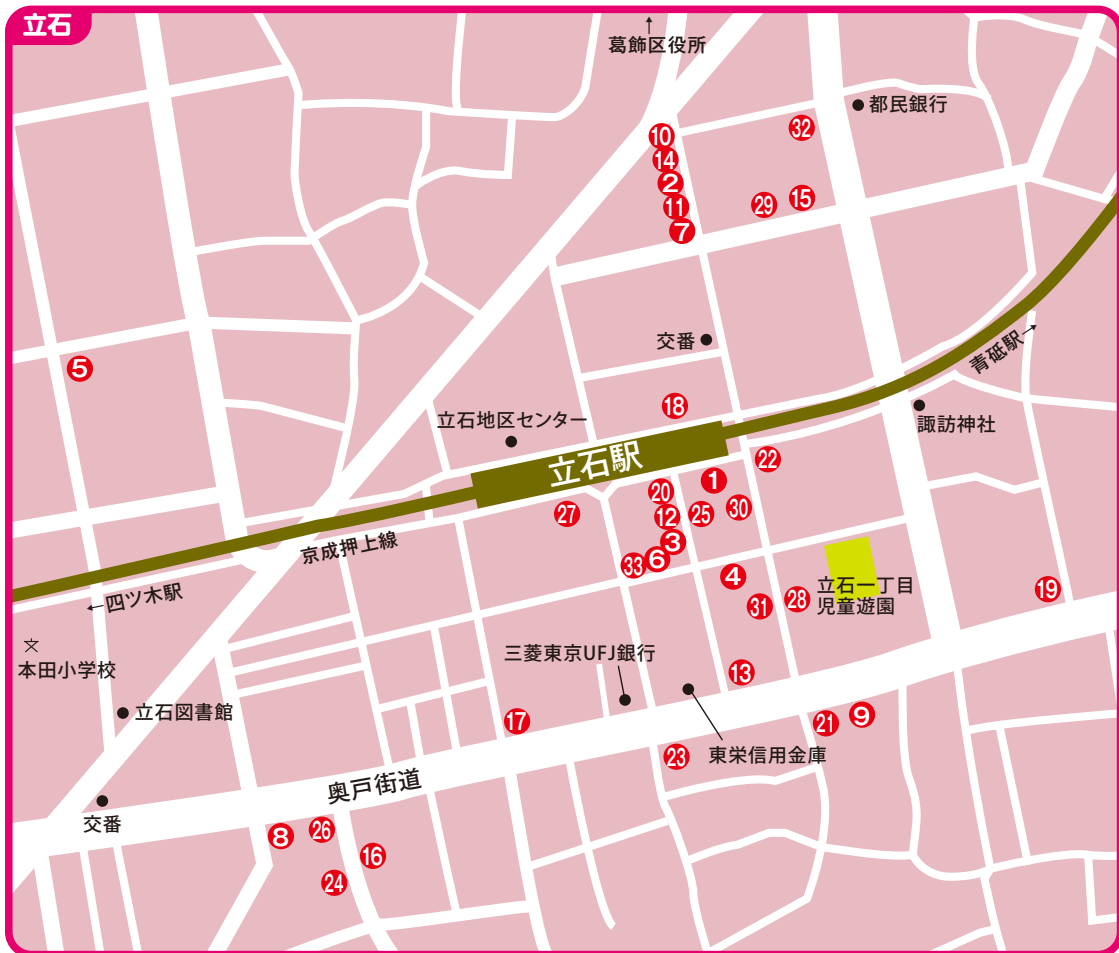 立石
↑
葛飾区役所
都民銀行
10
32
14
2
11
29
15
7
交番
青砥駅→
5
18
立石地区センター
諏訪神社
立石駅
22
1
20
25
30
27
12
京成押上線
3
33
6
4
←四ツ木駅
28
立石一丁目
児童遊園
19
31
文
本田小学校
三菱東京UFJ銀行
13
立石図書館
17
21
9
東栄信用金庫
23
奥戸街道
交番
8
26
16
24